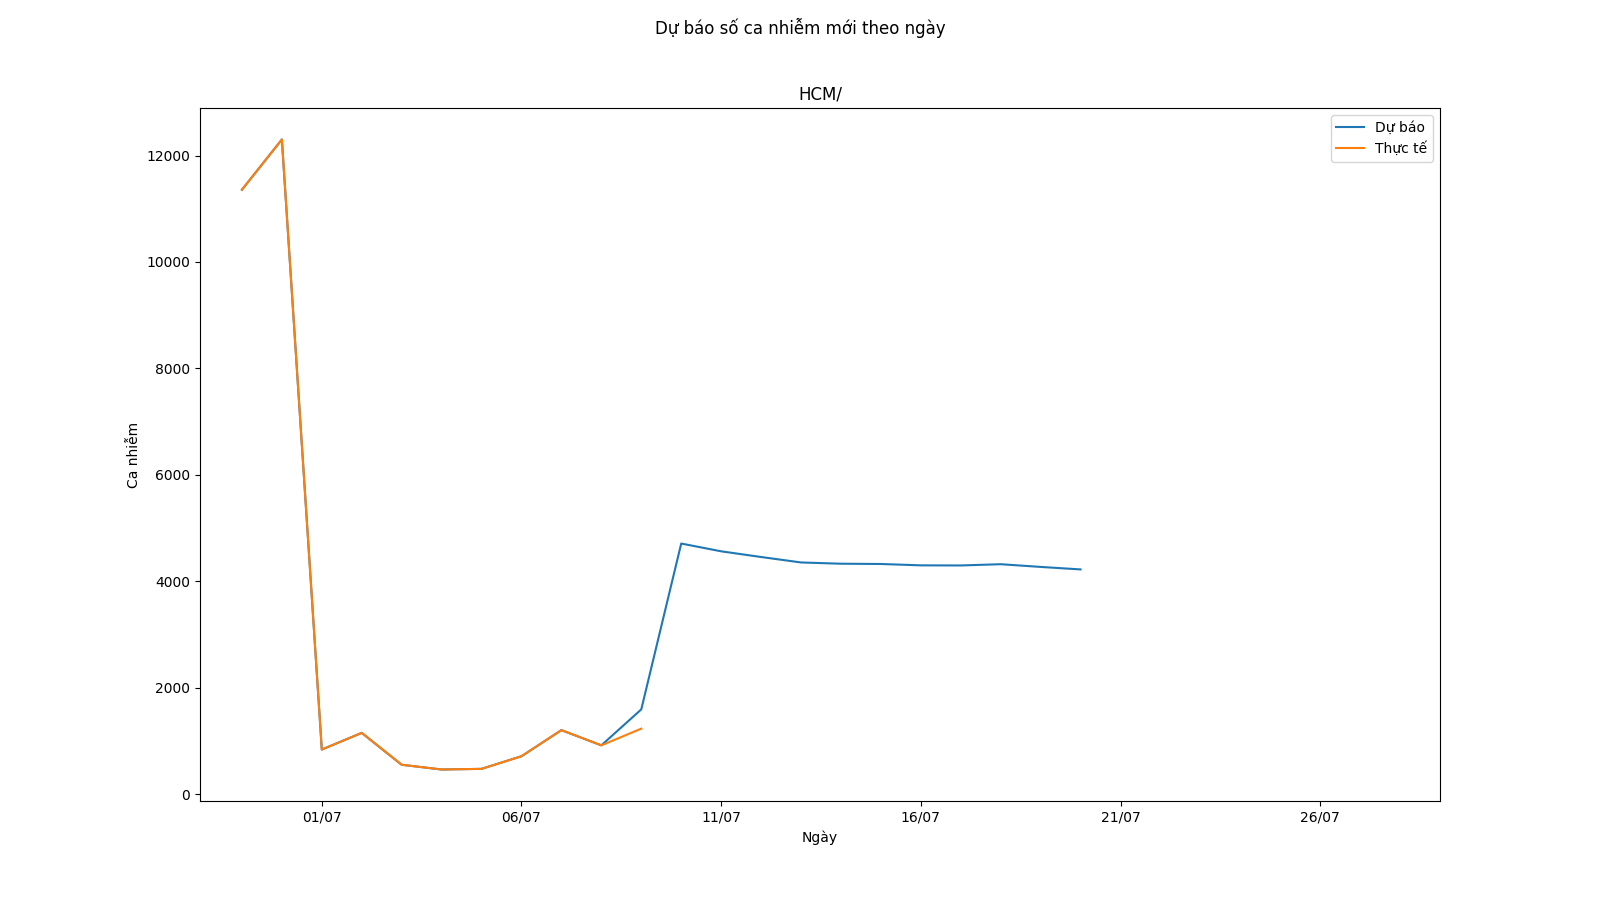 Dự báo số ca nhiễm mới theo ngày
HCM/
Dự báo
Thực tế
12000
10000
8000
6000
4000
2000
0
Ca nhiễm
01/07 06/07 11/07 16/07 21/07 26/07
Ngày